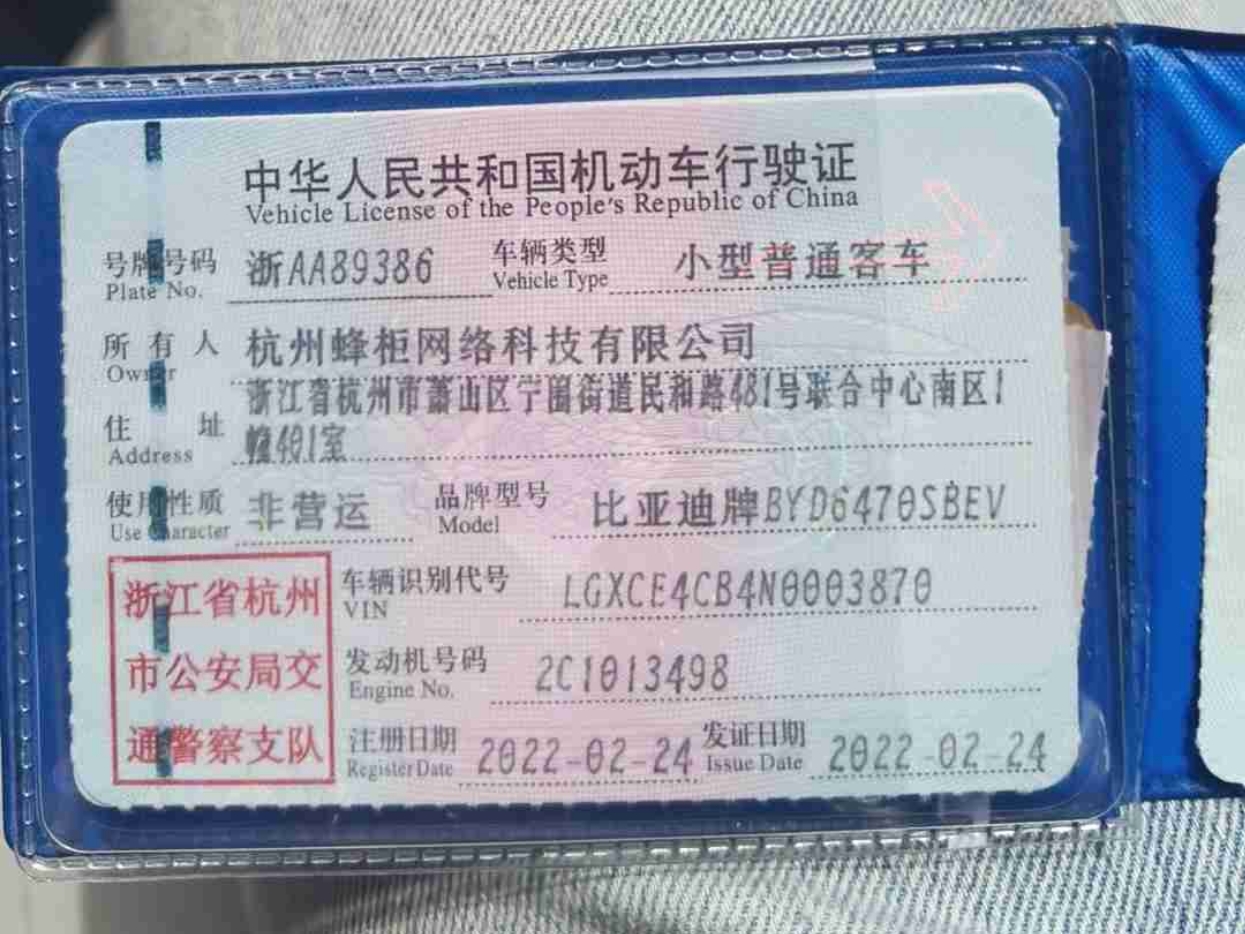 中华人民共和国机动车行驶证
Vehicle License of the People's Republic of China
号牌号码 浙AA89386 车辆类型 小型普通客车
Plate No. Vehicle Type
所有人 杭州蜂柜网络科技有限公司
Owner
浙江省杭州市萧山区宁围街道民和路481号联合中心南区1
住址 幢401室
Address
使用性质 非营运 品牌型号 比亚迪牌BYD6470SBEV
Use Character Model
浙江省杭州 车辆识别代号 LGXCE4CB4N0003870
VIN
市公安局交 发动机号码 2C1013498
Engine No.
通警察支队 注册日期 2022-02-24 发证日期 2022-02-24
Register Date Issue Date